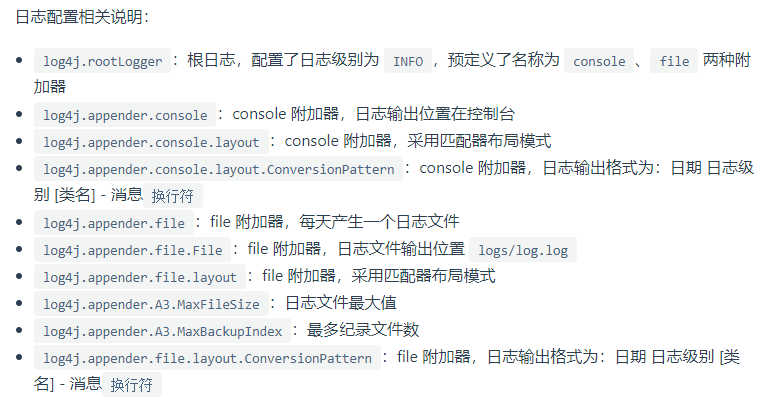 日志配置相关说明：
log4j.rootLogger：根日志，配置了日志级别为 INFO，预定义了名称为 console、file 两种附
加器
log4j.appender.console：console 附加器，日志输出位置在控制台
log4j.appender.console.layout：console 附加器，采用匹配器布局模式
log4j.appender.console.layout.ConversionPattern：console 附加器，日志输出格式为：日期 日志级
别 [类名] - 消息换行符
log4j.appender.file：file 附加器，每天产生一个日志文件
log4j.appender.file.File：file 附加器，日志文件输出位置 logs/log.log
log4j.appender.file.layout：file 附加器，采用匹配器布局模式
log4j.appender.A3.MaxFileSize：日志文件最大值
log4j.appender.A3.MaxBackupIndex：最多纪录文件数
log4j.appender.file.layout.ConversionPattern：file 附加器，日志输出格式为：日期 日志级别 [类
名] - 消息换行符